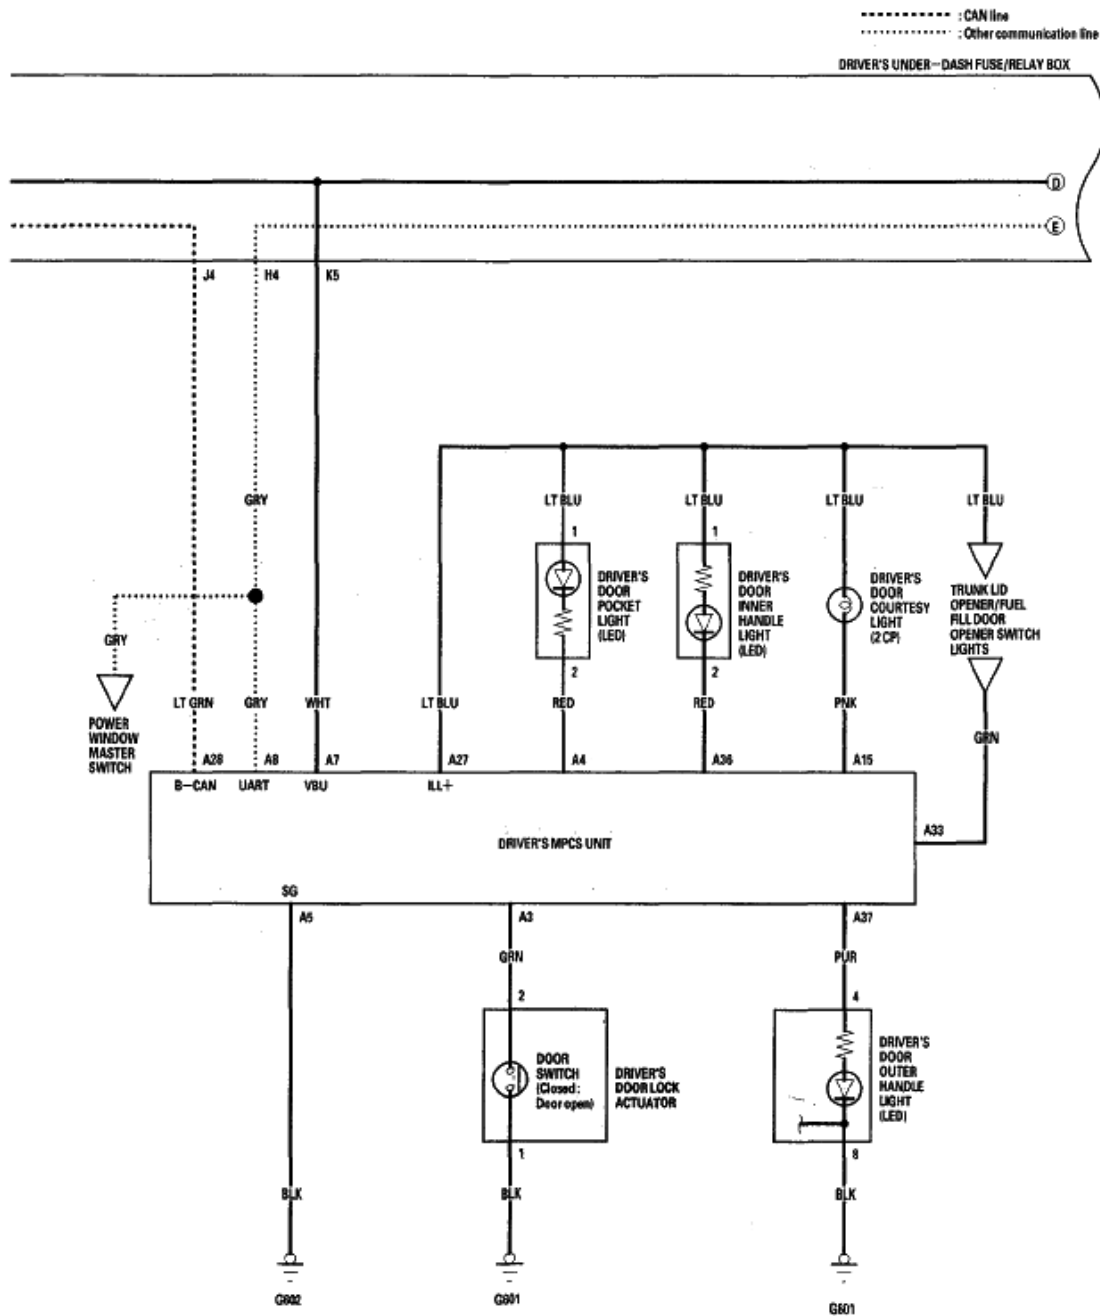 : CAN line
: Other communication line
DRIVER'S UNDER-DASH FUSE/RELAY BOX
D
E
J4
H4
K5
GRY
LT BLU
LT BLU
LT BLU
LT BLU
1
1
DRIVER'S
DOOR
POCKET
LIGHT
(LED)
DRIVER'S
DOOR
INNER
HANDLE
LIGHT
(LED)
DRIVER'S
DOOR
COURTESY
LIGHT
(2 CP)
TRUNK LID
OPENER/FUEL
FILL DOOR
OPENER SWITCH
LIGHTS
GRY
2
2
LT GRN
GRY
WHT
LT BLU
RED
RED
PNK
GRN
POWER
WINDOW
MASTER
SWITCH
A28
A8
A7
A27
A4
A36
A15
B-CAN
UART
VBU
ILL+
A33
DRIVER'S MPCS UNIT
SG
A5
A3
A37
GRN
PUR
2
4
DOOR
SWITCH
(Closed :
Door open)
DRIVER'S
DOOR LOCK
ACTUATOR
DRIVER'S
DOOR
OUTER
HANDLE
LIGHT
(LED)
1
8
BLK
BLK
BLK
G602
G601
G601